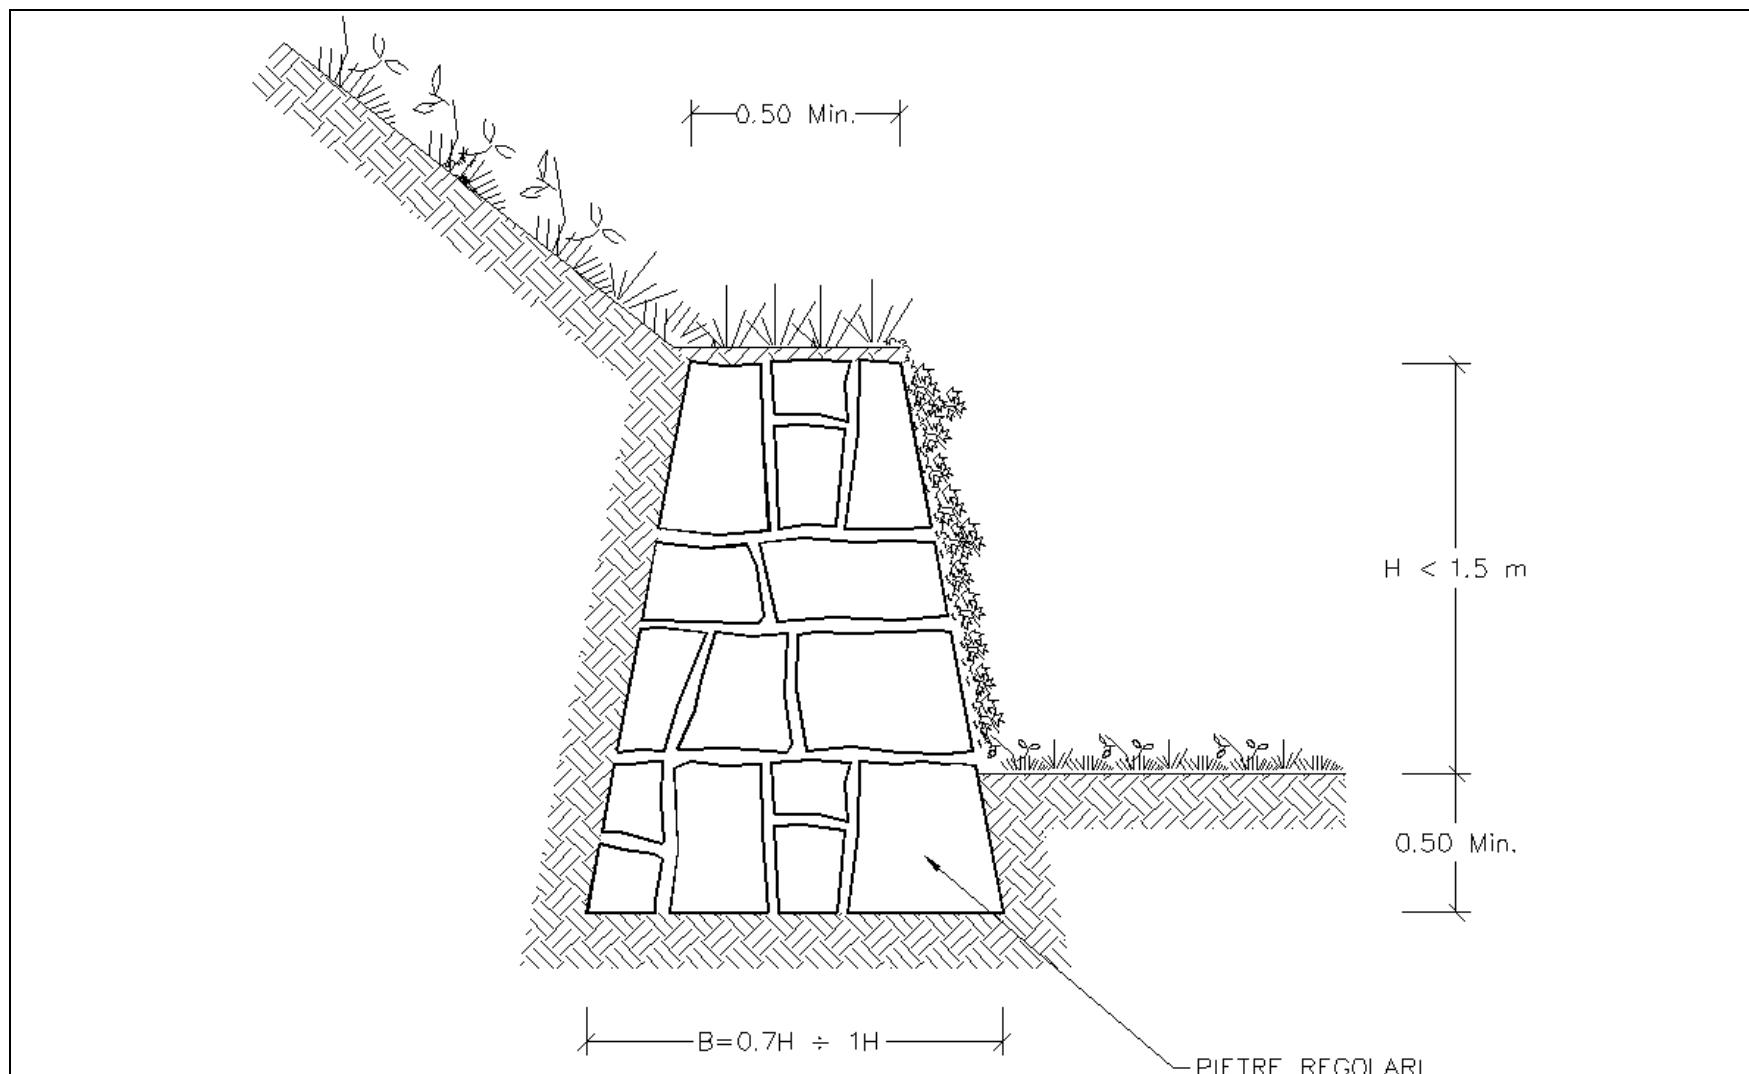 0.50 Min.
H < 1.5 m
0.50 Min.
B=0.7H ÷ 1H
PIETRE REGOLARI